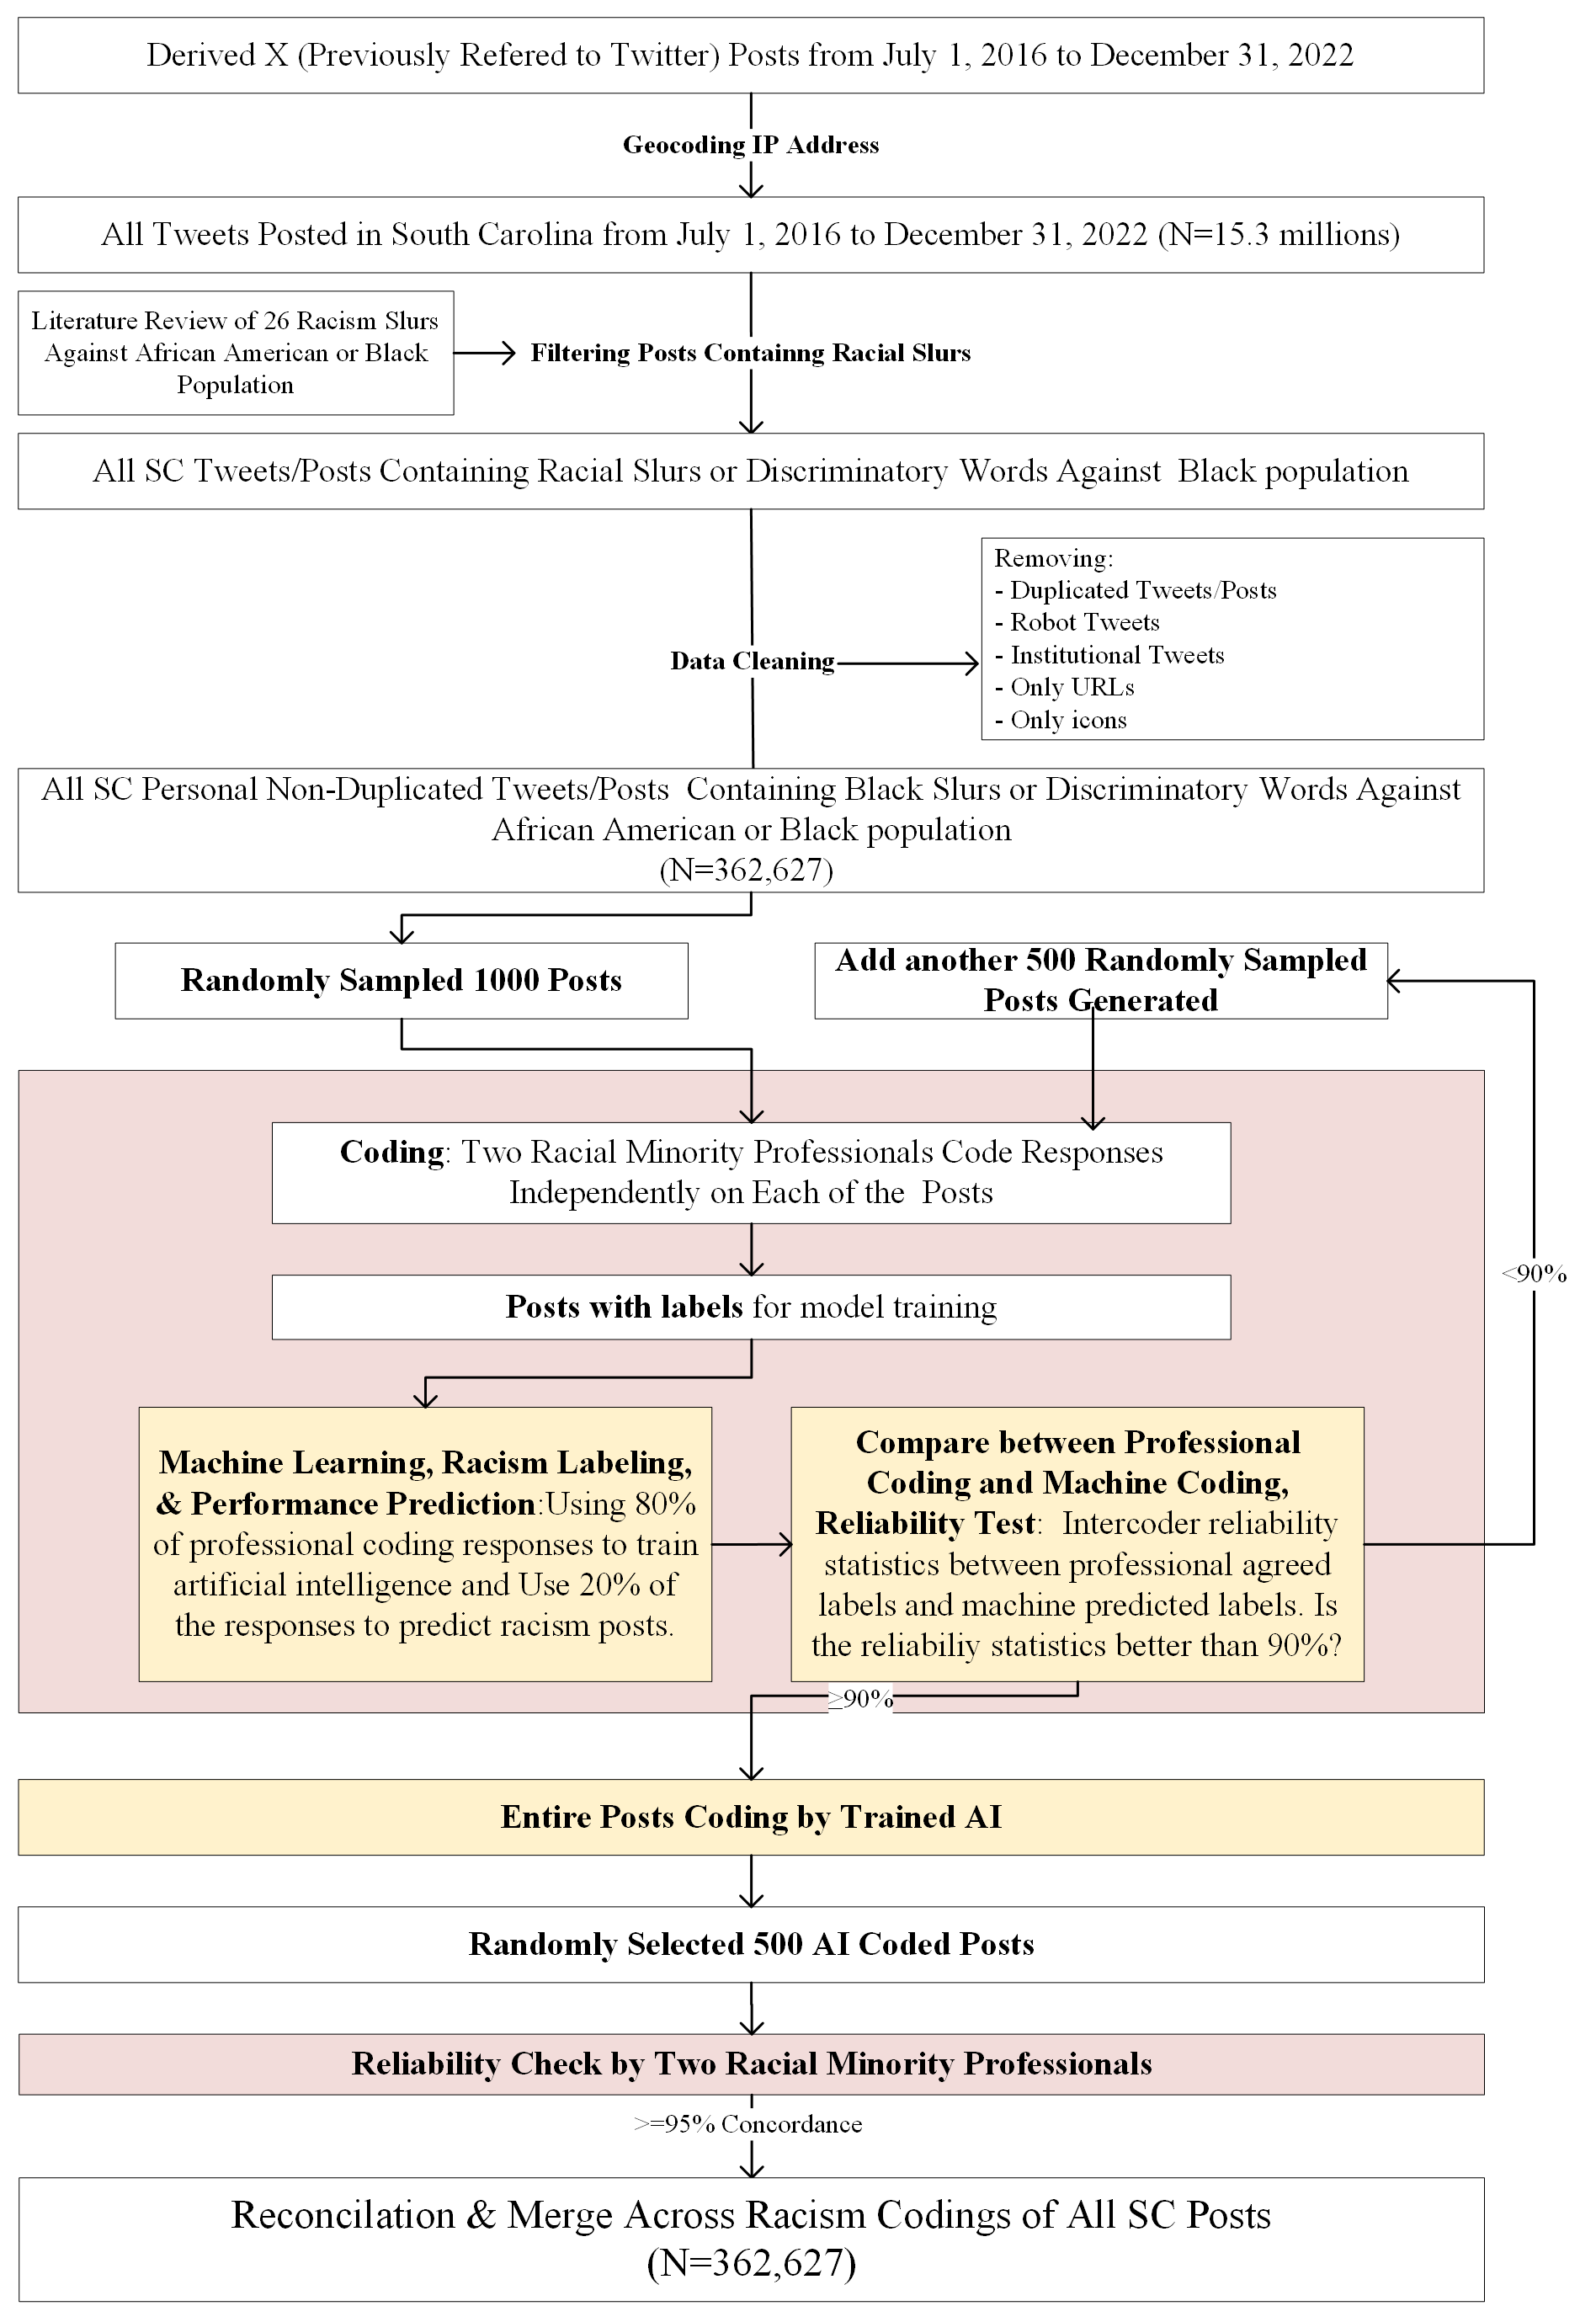 Derived X (Previously Refered to Twitter) Posts from July 1, 2016 to December 31, 2022
Geocoding IP Address
All Tweets Posted in South Carolina from July 1, 2016 to December 31, 2022 (N=15.3 millions)
Literature Review of 26 Racism Slurs
Against African American or Black
Population
Filtering Posts Containng Racial Slurs
All SC Tweets/Posts Containing Racial Slurs or Discriminatory Words Against  Black population
Removing:
- Duplicated Tweets/Posts
- Robot Tweets
- Institutional Tweets
- Only URLs
- Only icons
Data Cleaning
All SC Personal Non-Duplicated Tweets/Posts  Containing Black Slurs or Discriminatory Words Against
African American or Black population
(N=362,627)
Randomly Sampled 1000 Posts
Add another 500 Randomly Sampled
Posts Generated
Coding: Two Racial Minority Professionals Code Responses
Independently on Each of the  Posts
<90%
Posts with labels for model training
Machine Learning, Racism Labeling,
& Performance Prediction:Using 80%
of professional coding responses to train
artificial intelligence and Use 20% of
the responses to predict racism posts.
Compare between Professional
Coding and Machine Coding,
Reliability Test:  Intercoder reliability
statistics between professional agreed
labels and machine predicted labels. Is
the reliabiliy statistics better than 90%?
≥90%
Entire Posts Coding by Trained AI
Randomly Selected 500 AI Coded Posts
Reliability Check by Two Racial Minority Professionals
>=95% Concordance
Reconcilation & Merge Across Racism Codings of All SC Posts
(N=362,627)